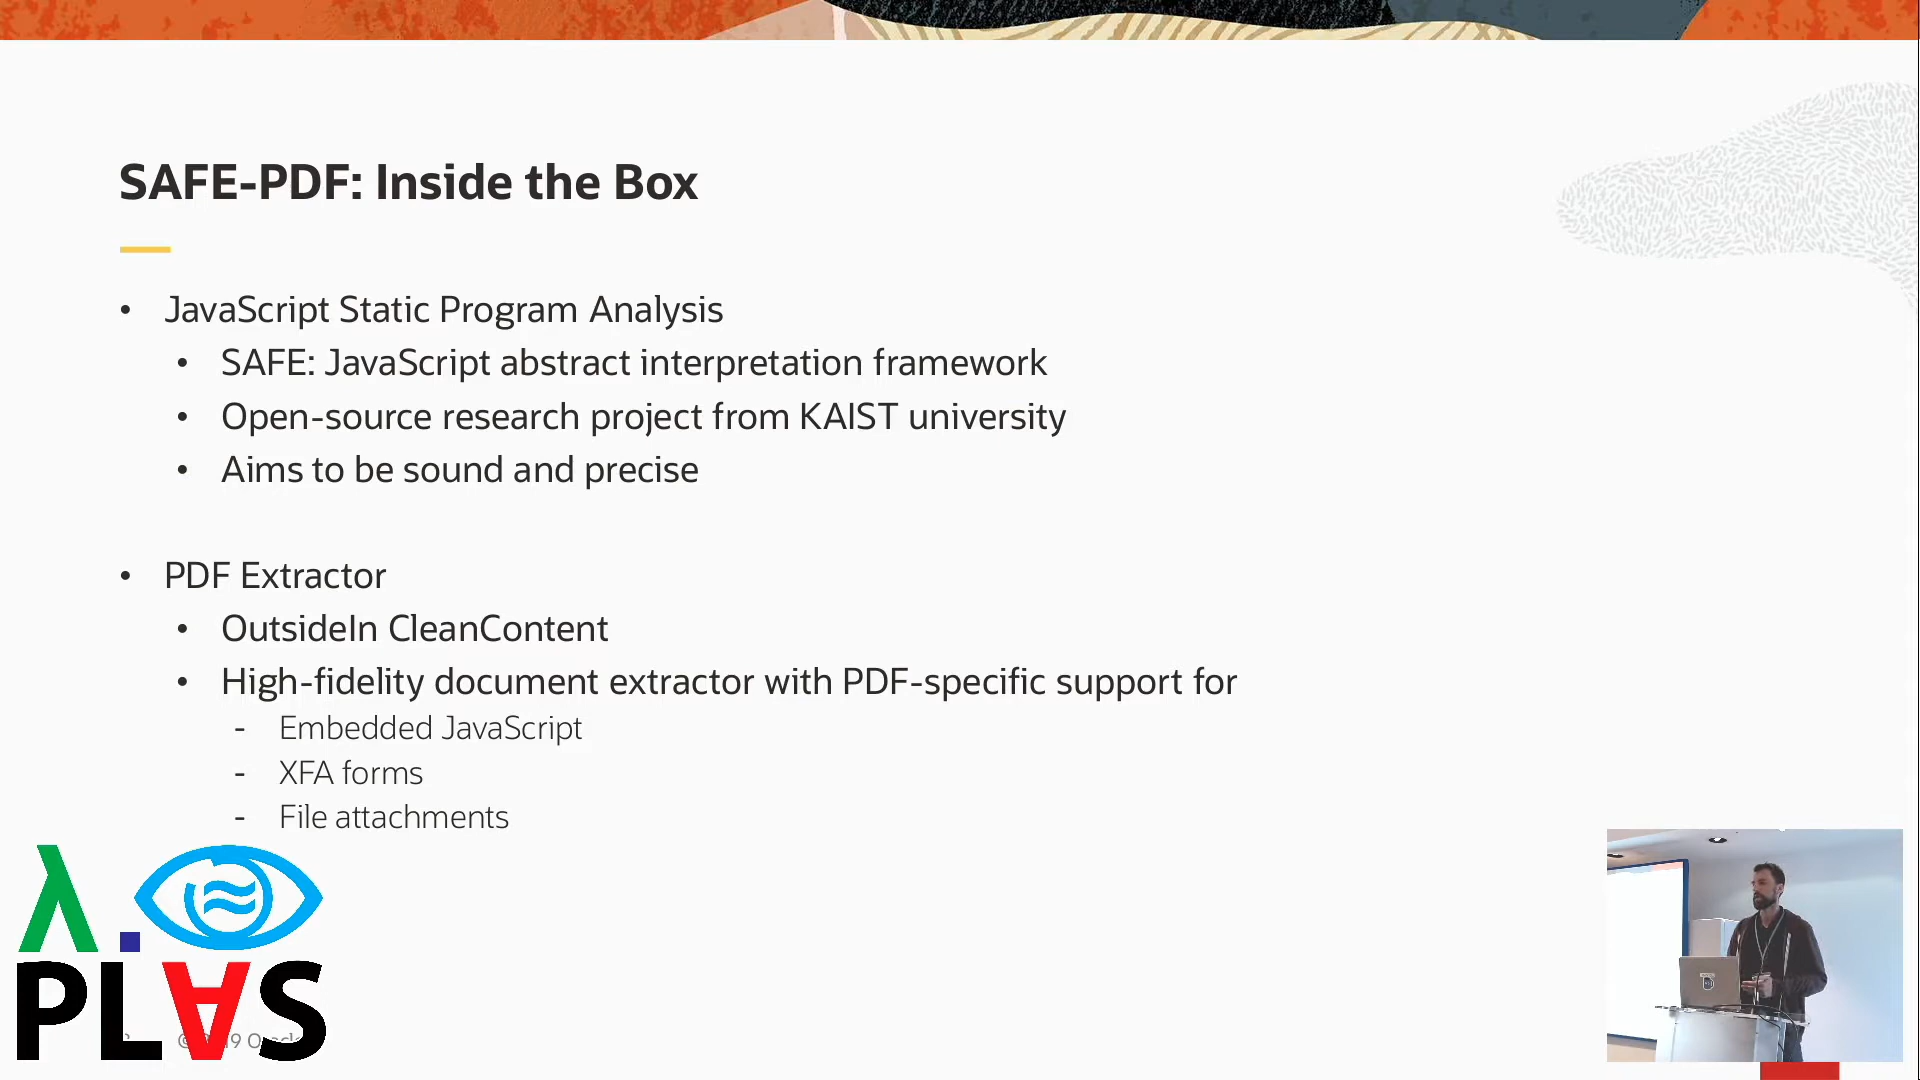 SAFE-PDF: Inside the Box
• JavaScript Static Program Analysis
• SAFE: JavaScript abstract interpretation framework
• Open-source research project from KAIST university
• Aims to be sound and precise
• PDF Extractor
• OutsideIn CleanContent
• High-fidelity document extractor with PDF-specific support for
- Embedded JavaScript
- XFA forms
- File attachments
λ.
PL∀S